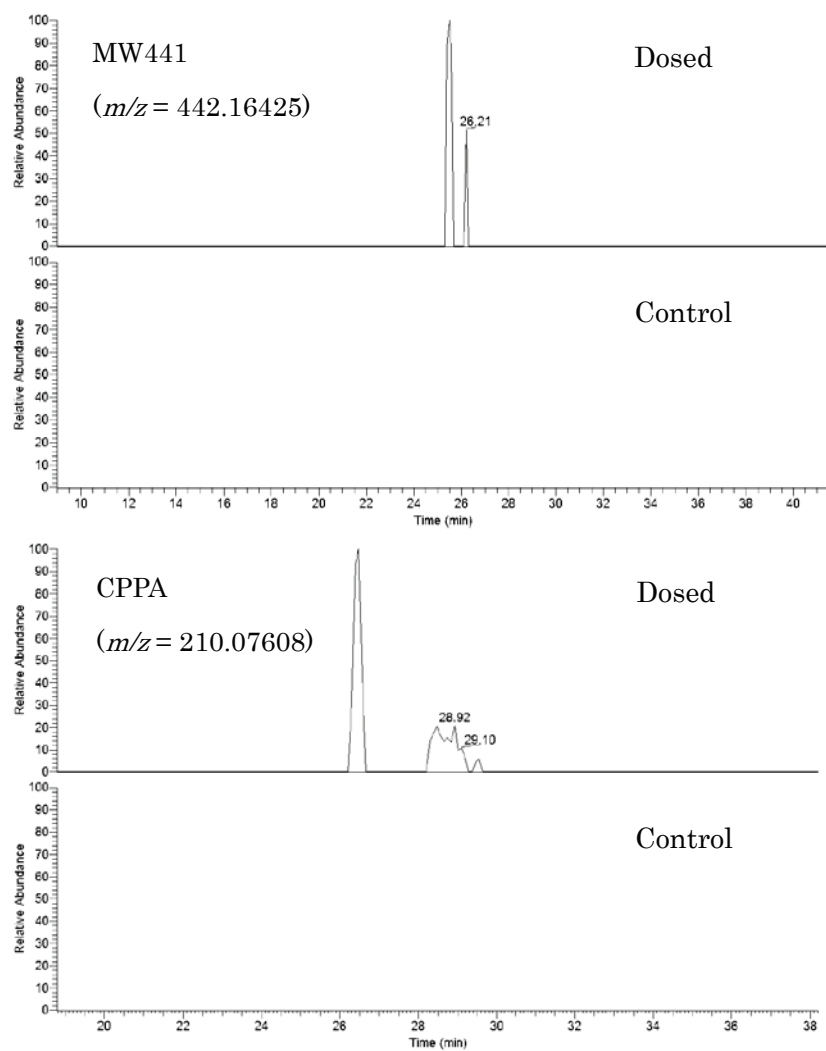 MW441
(m/z = 442.16425)
Dosed
26.21
Relative Abundance
100
90
80
70
60
50
40
30
20
10
0
Control
Relative Abundance
100
90
80
70
60
50
40
30
20
10
0
10 12 14 16 18 20 22 24 26 28 30 32 34 36 38 40
Time (min)
CPPA
(m/z = 210.07608)
Dosed
28.92
29.10
Relative Abundance
100
90
80
70
60
50
40
30
20
10
0
Control
Relative Abundance
100
90
80
70
60
50
40
30
20
10
0
20 22 24 26 28 30 32 34 36 38
Time (min)